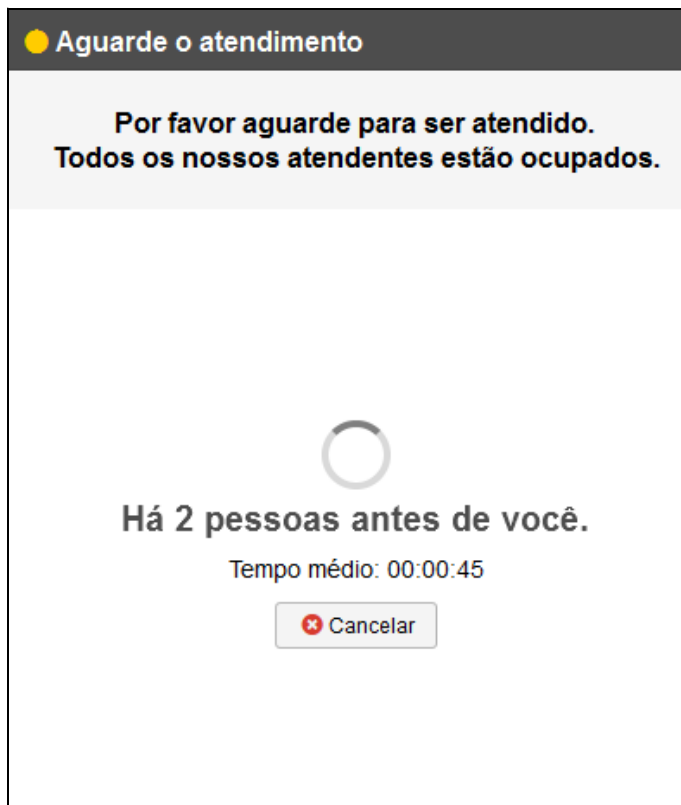 Aguarde o atendimento
Por favor aguarde para ser atendido.
Todos os nossos atendentes estão ocupados.
Há 2 pessoas antes de você.
Tempo médio: 00:00:45
Cancelar